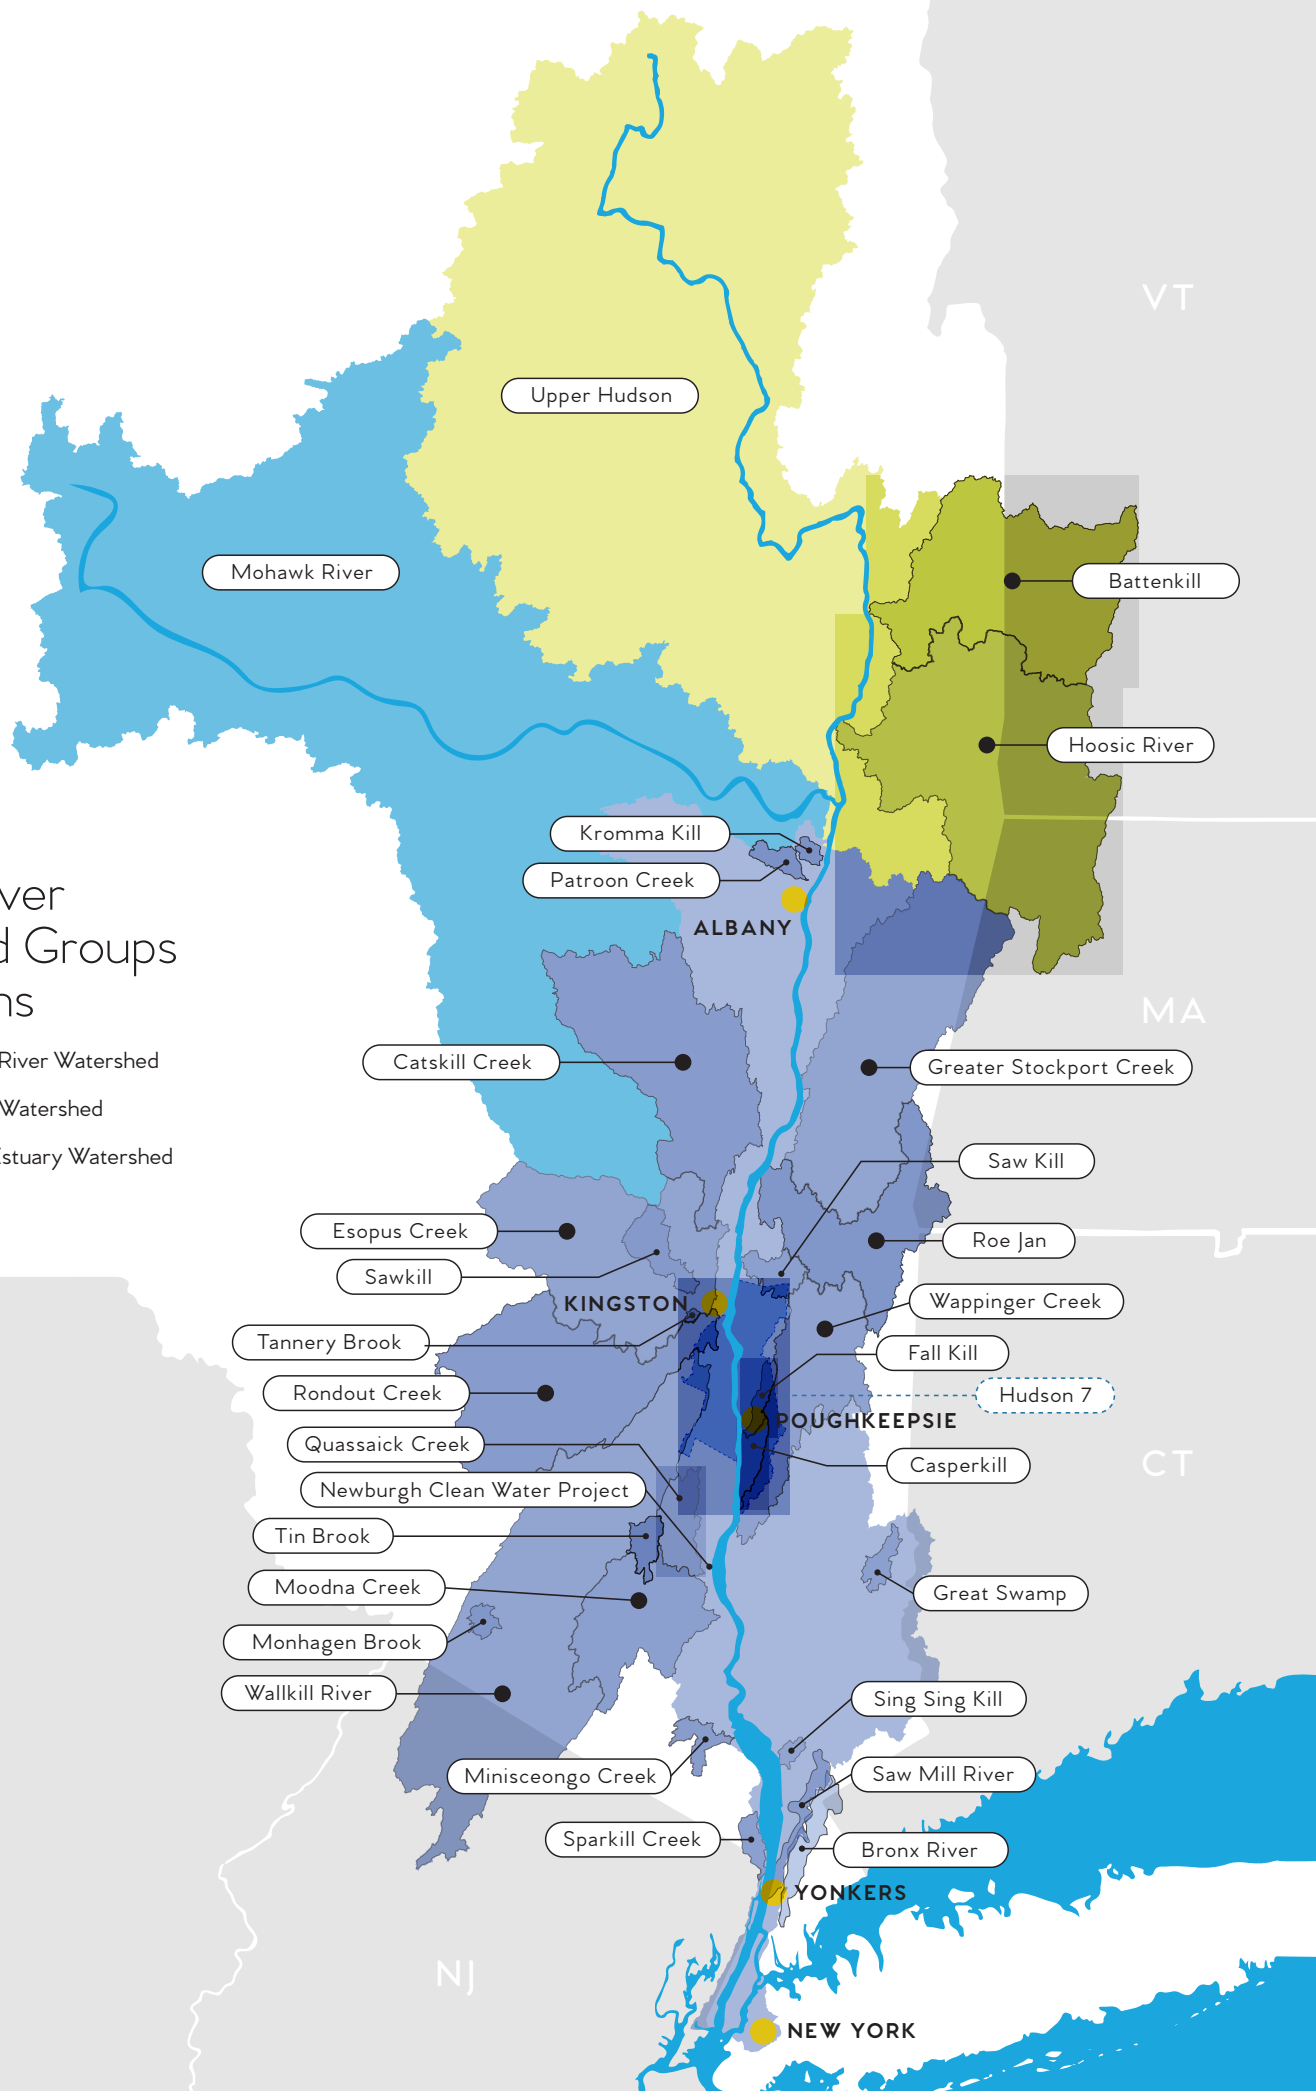 VT
Upper Hudson
Mohawk River
Battenkill
Hoosic River
Kromma Kill
Patroon Creek
ver
d Groups
ns
ALBANY
MA
River Watershed
Catskill Creek
Greater Stockport Creek
Watershed
Estuary Watershed
Saw Kill
Esopus Creek
Roe Jan
Sawkill
KINGSTON
Wappinger Creek
Tannery Brook
Fall Kill
Rondout Creek
Hudson 7
POUGHKEEPSIE
Quassaick Creek
Casperkill
CT
Newburgh Clean Water Project
Tin Brook
Moodna Creek
Great Swamp
Monhagen Brook
Wallkill River
Sing Sing Kill
Minisceongo Creek
Saw Mill River
Sparkill Creek
Bronx River
YONKERS
NJ
NEW YORK